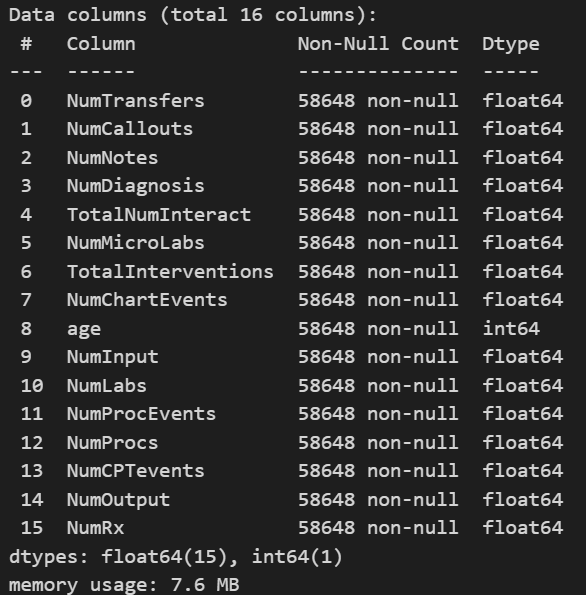 Data columns (total 16 columns):
 #   Column              Non-Null Count  Dtype
---  ------              --------------  -----
 0   NumTransfers        58648 non-null  float64
 1   NumCallouts         58648 non-null  float64
 2   NumNotes            58648 non-null  float64
 3   NumDiagnosis        58648 non-null  float64
 4   TotalNumInteract    58648 non-null  float64
 5   NumMicroLabs        58648 non-null  float64
 6   TotalInterventions  58648 non-null  float64
 7   NumChartEvents      58648 non-null  float64
 8   age                 58648 non-null  int64
 9   NumInput            58648 non-null  float64
 10  NumLabs             58648 non-null  float64
 11  NumProcEvents       58648 non-null  float64
 12  NumProcs            58648 non-null  float64
 13  NumCPTevents        58648 non-null  float64
 14  NumOutput           58648 non-null  float64
 15  NumRx               58648 non-null  float64
dtypes: float64(15), int64(1)
memory usage: 7.6 MB